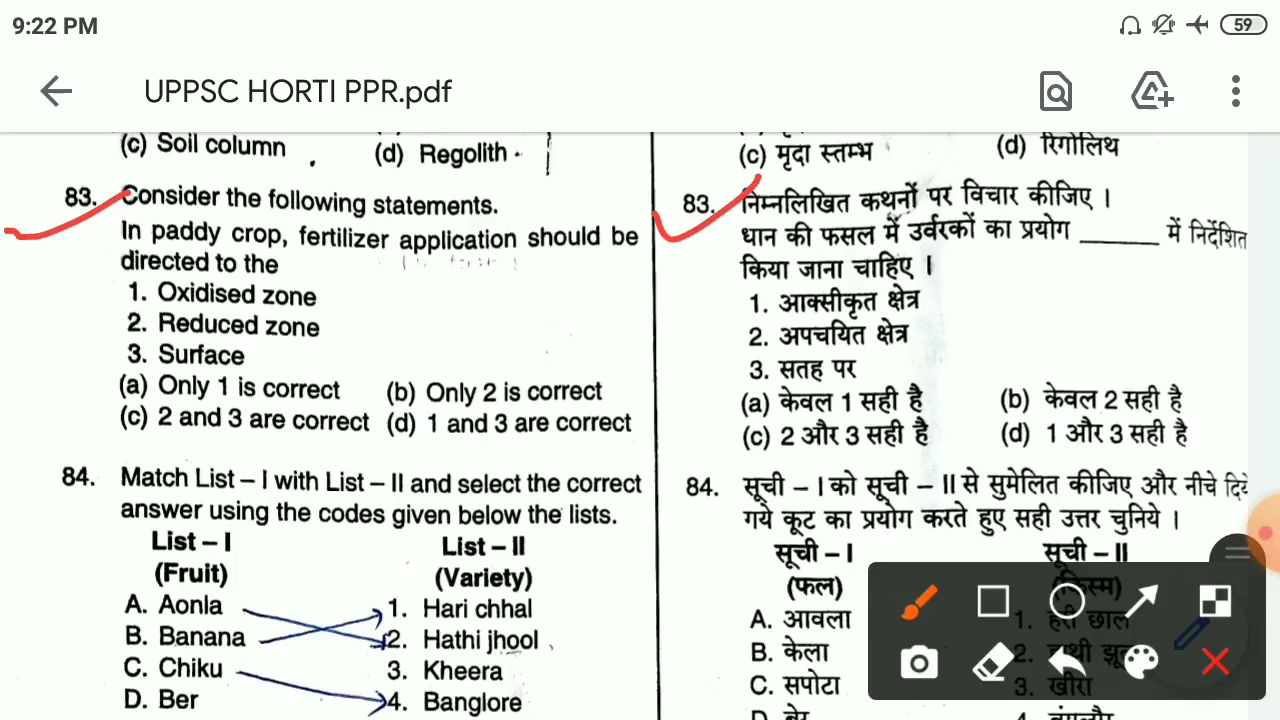 9:22 PM
59
UPPSC HORTI PPR.pdf
(c) Soil column
(d) Regolith
83. Consider the following statements.
In paddy crop, fertilizer application should be
directed to the
1. Oxidised zone
2. Reduced zone
3. Surface
(a) Only 1 is correct (b) Only 2 is correct
(c) 2 and 3 are correct (d) 1 and 3 are correct
84. Match List – I with List – II and select the correct
answer using the codes given below the lists.
List – I List – II
(Fruit) (Variety)
A. Aonla 1. Hari chhal
B. Banana 2. Hathi jhool
C. Chiku 3. Kheera
D. Ber 4. Banglore
(c) मृदा स्तम्भ (d) रिगोलिथ
83. निम्नलिखित कथनों पर विचार कीजिए ।
धान की फसल में उर्वरकों का प्रयोग ______ में निर्देशित
किया जाना चाहिए ।
1. आक्सीकृत क्षेत्र
2. अपचयित क्षेत्र
3. सतह पर
(a) केवल 1 सही है (b) केवल 2 सही है
(c) 2 और 3 सही है (d) 1 और 3 सही है
84. सूची – I को सूची – II से सुमेलित कीजिए और नीचे दिये
गये कूट का प्रयोग करते हुए सही उत्तर चुनिये ।
सूची – I सूची – II
(फल)
A. आवला 1. हरी छाल
B. केला 2.
C. सपोटा 3. खीरा
D. बेर 4.